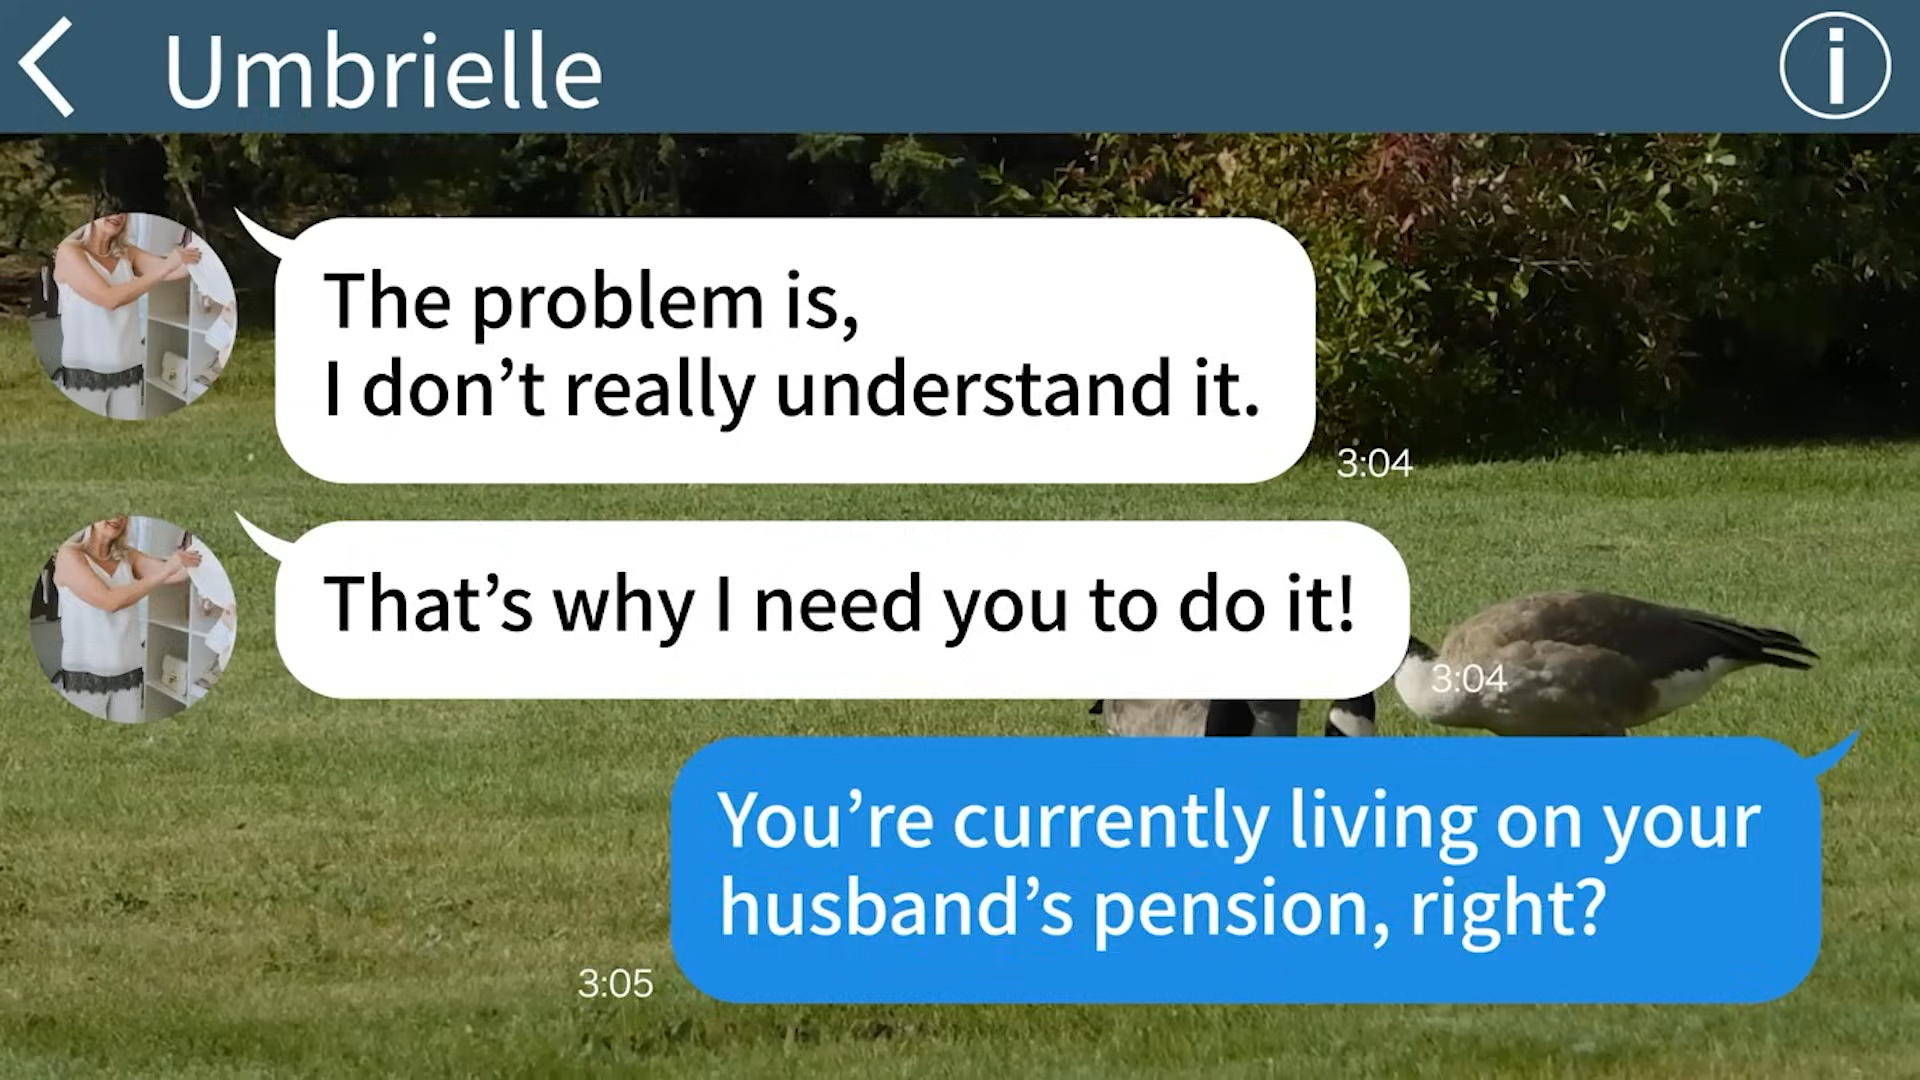 Umbrielle
The problem is,
I don’t really understand it.
3:04
That’s why I need you to do it!
3:04
You’re currently living on your
husband’s pension, right?
3:05